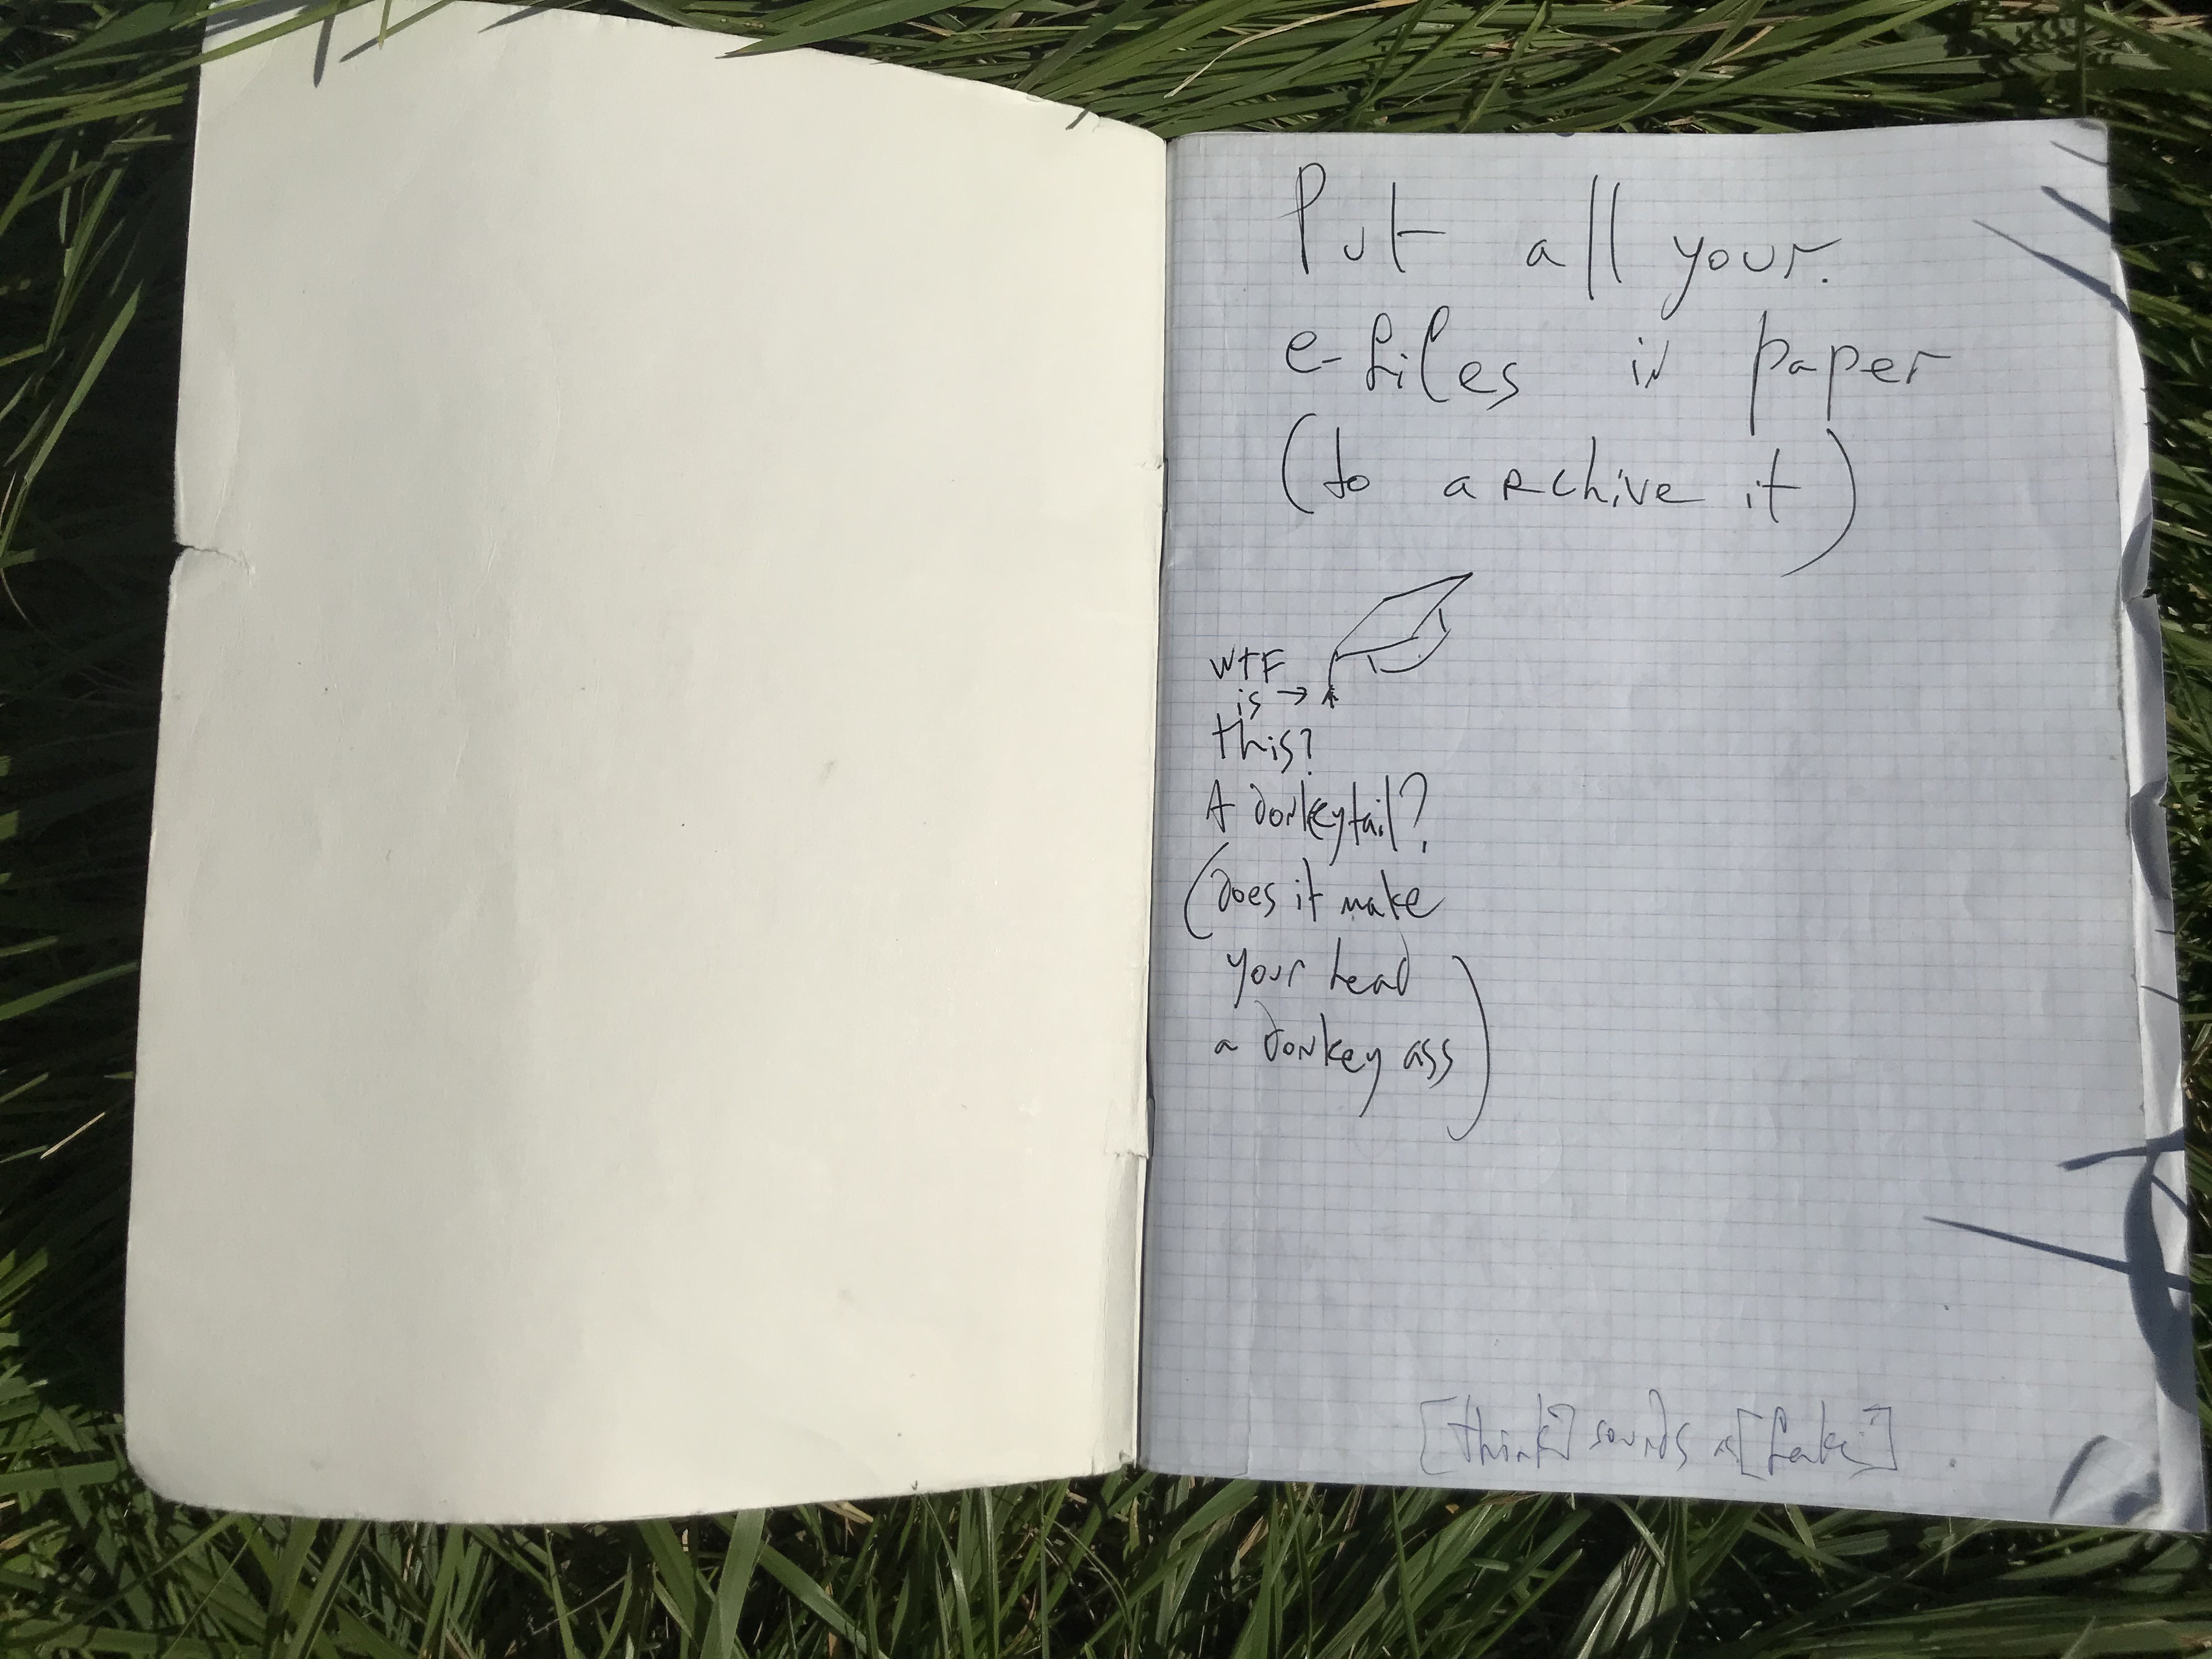 Put all your
e-files in paper
(to archive it)
WTF
is → *
this?
A donkeytail?
(Does it make
your head
a donkey ass)
[Think] sounds as [fake]